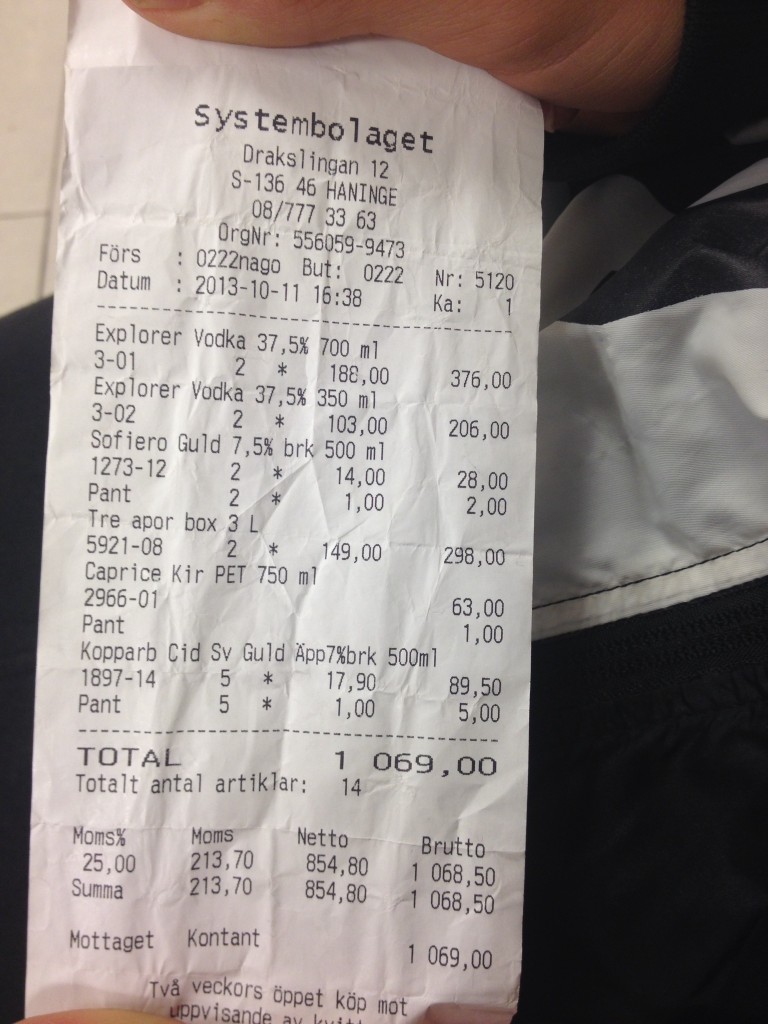 Systembolaget
Drakslingan 12
S-136 46 HANINGE
08/777 33 63
OrgNr: 556059-9473
Förs : 0222nago But: 0222 Nr: 5120
Datum : 2013-10-11 16:38 Ka: 1
Explorer Vodka 37,5% 700 ml
3-01 2 * 188,00 376,00
Explorer Vodka 37,5% 350 ml
3-02 2 * 103,00 206,00
Sofiero Guld 7,5% brk 500 ml
1273-12 2 * 14,00 28,00
Pant 2 * 1,00 2,00
Tre apor box 3 L
5921-08 2 * 149,00 298,00
Caprice Kir PET 750 ml
2966-01 63,00
Pant 1,00
Kopparb Cid Sv Guld Äpp7%brk 500ml
1897-14 5 * 17,90 89,50
Pant 5 * 1,00 5,00
TOTAL 1 069,00
Totalt antal artiklar: 14
Moms% Moms Netto Brutto
25,00 213,70 854,80 1 068,50
Summa 213,70 854,80 1 068,50
Mottaget Kontant 1 069,00
Två veckors öppet köp mot
uppvisande av